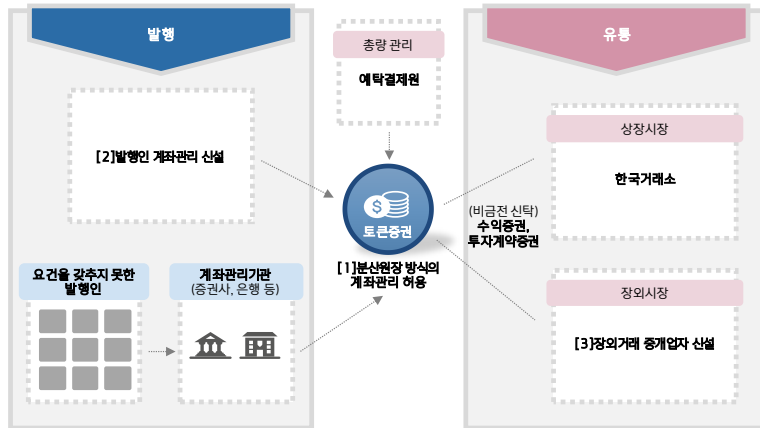 발행
총량 관리
예탁결제원
유통
[2]발행인 계좌관리 신설
상장시장
한국거래소
$
토큰증권
(비금전 신탁)
수익증권,
투자계약증권
[1]분산원장 방식의
계좌관리 허용
요건을 갖추지 못한
발행인
계좌관리기관
(증권사, 은행 등)
장외시장
[3]장외거래 중개업자 신설